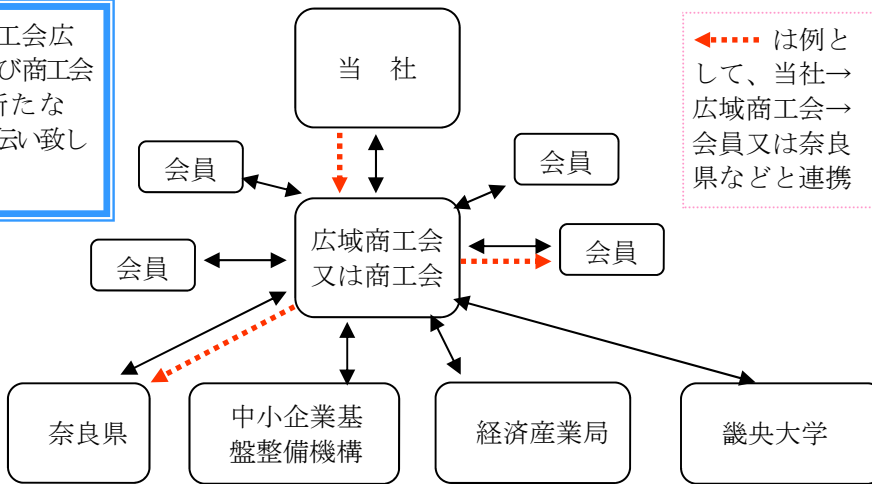 工会広
び商工会
新たな
伝い致し
当　社
は例と
して、当社→
広域商工会→
会員又は奈良
県などと連携
会員
会員
広域商工会
又は商工会
会員
会員
奈良県
中小企業基
盤整備機構
経済産業局
畿央大学